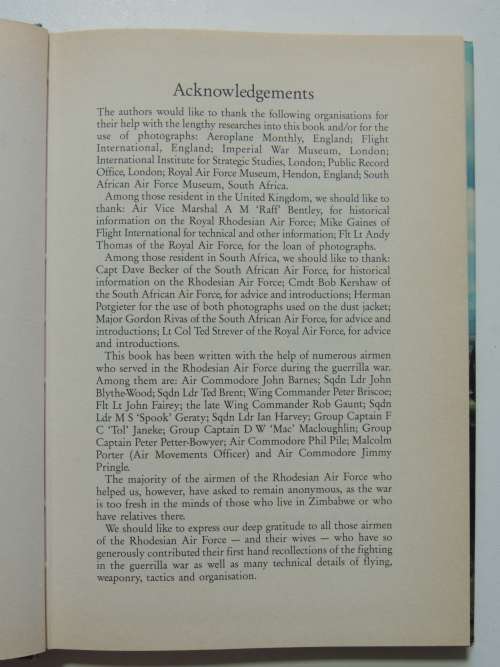 Acknowledgements
The authors would like to thank the following organisations for
their help with the lengthy researches into this book and/or for the
use of photographs: Aeroplane Monthly, England; Flight
International, England; Imperial War Museum, London;
International Institute for Strategic Studies, London; Public Record
Office, London; Royal Air Force Museum, Hendon, England; South
African Air Force Museum, South Africa.
Among those resident in the United Kingdom, we should like to
thank: Air Vice Marshal A M ‘Raff’ Bentley, for historical
information on the Royal Rhodesian Air Force; Mike Gaines of
Flight International for technical and other information; Flt Lt Andy
Thomas of the Royal Air Force, for the loan of photographs.
Among those resident in South Africa, we should like to thank:
Capt Dave Becker of the South African Air Force, for historical
information on the Rhodesian Air Force; Cmdt Bob Kershaw of
the South African Air Force, for advice and introductions; Herman
Potgieter for the use of both photographs used on the dust jacket;
Major Gordon Rivas of the South African Air Force, for advice and
introductions; Lt Col Ted Strever of the Royal Air Force, for advice
and introductions.
This book has been written with the help of numerous airmen
who served in the Rhodesian Air Force during the guerrilla war.
Among them are: Air Commodore John Barnes; Sqdn Ldr John
Blythe-Wood; Sqdn Ldr Ted Brent; Wing Commander Peter Briscoe;
Flt Lt John Fairey; the late Wing Commander Rob Gaunt; Sqdn
Ldr M S ‘Spook’ Geraty; Sqdn Ldr Ian Harvey; Group Captain F
C ‘Tol’ Janeke; Group Captain D W ‘Mac’ Macloughlin; Group
Captain Peter Petter-Bowyer; Air Commodore Phil Pile; Malcolm
Porter (Air Movements Officer) and Air Commodore Jimmy
Pringle.
The majority of the airmen of the Rhodesian Air Force who
helped us, however, have asked to remain anonymous, as the war
is too fresh in the minds of those who live in Zimbabwe or who
have relatives there.
We should like to express our deep gratitude to all those airmen
of the Rhodesian Air Force — and their wives — who have so
generously contributed their first hand recollections of the fighting
in the guerrilla war as well as many technical details of flying,
weaponry, tactics and organisation.